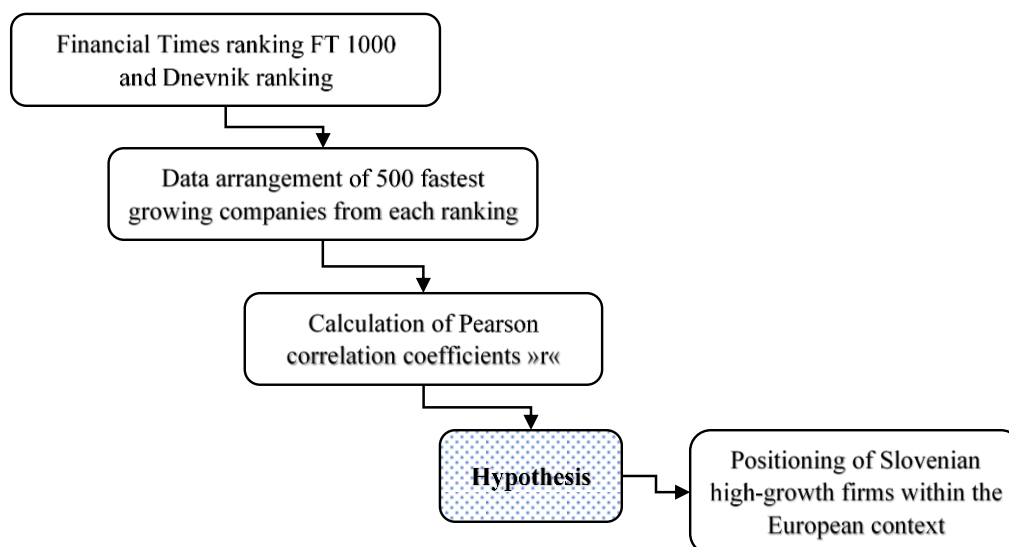 Financial Times ranking FT 1000
and Dnevnik ranking
Data arrangement of 500 fastest
growing companies from each ranking
Calculation of Pearson
correlation coefficients »r«
Hypothesis
Positioning of Slovenian
high-growth firms within the
European context